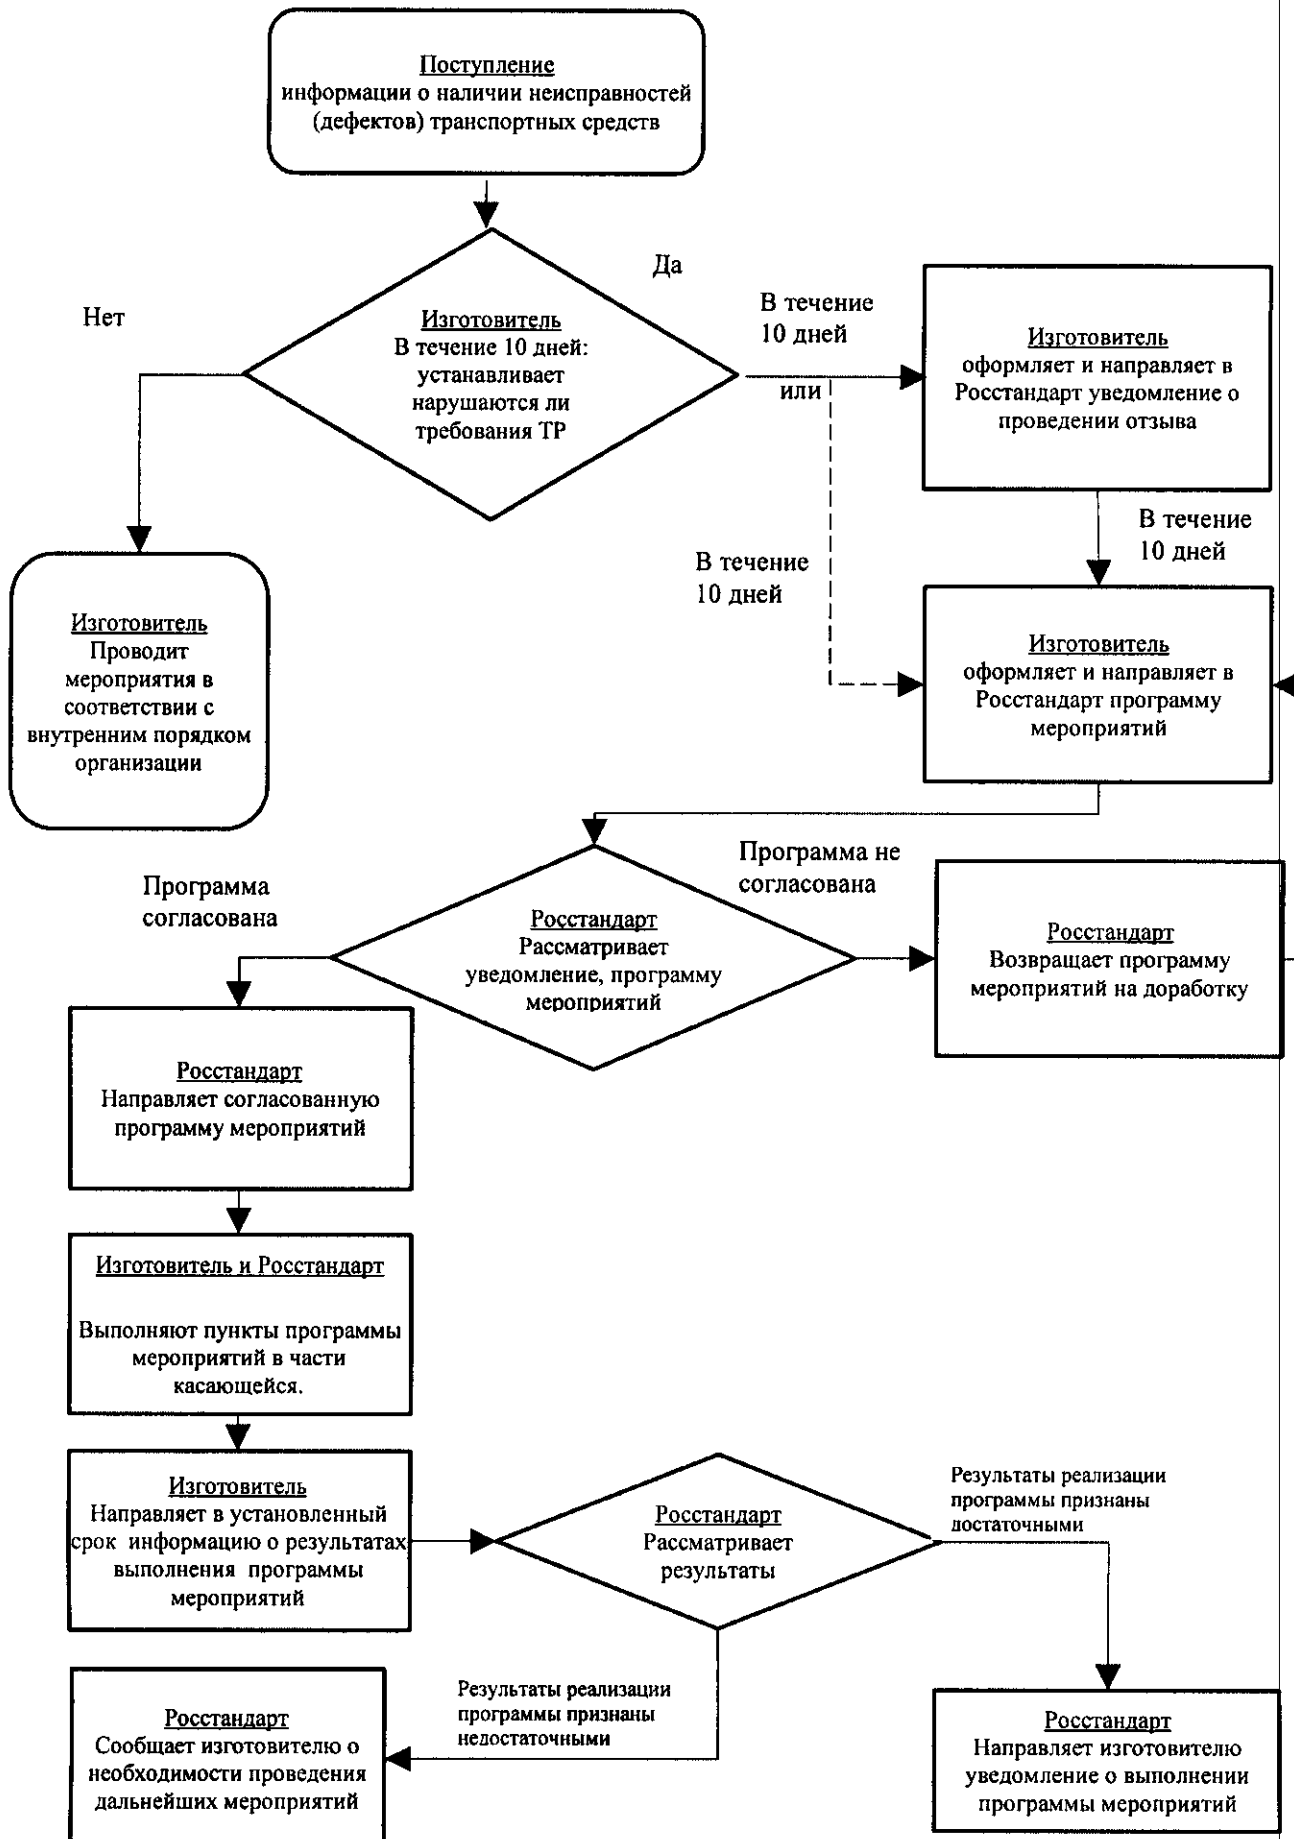 Поступление
информации о наличии неисправностей
(дефектов) транспортных средств
Да
Нет
Изготовитель
В течение 10 дней:
устанавливает
нарушаются ли
требования ТР
В течение
10 дней
или
Изготовитель
оформляет и направляет в
Росстандарт уведомление о
проведении отзыва
В течение
10 дней
В течение
10 дней
Изготовитель
Проводит
мероприятия в
соответствии с
внутренним порядком
организации
Изготовитель
оформляет и направляет в
Росстандарт программу
мероприятий
Программа
согласована
Программа не
согласована
Росстандарт
Рассматривает
уведомление, программу
мероприятий
Росстандарт
Возвращает программу
мероприятий на доработку
Росстандарт
Направляет согласованную
программу мероприятий
Изготовитель и Росстандарт
Выполняют пункты программы
мероприятий в части
касающейся.
Изготовитель
Направляет в установленный
срок информацию о результатах
выполнения программы
мероприятий
Росстандарт
Рассматривает
результаты
Результаты реализации
программы признаны
достаточными
Результаты реализации
программы признаны
недостаточными
Росстандарт
Сообщает изготовителю о
необходимости проведения
дальнейших мероприятий
Росстандарт
Направляет изготовителю
уведомление о выполнении
программы мероприятий